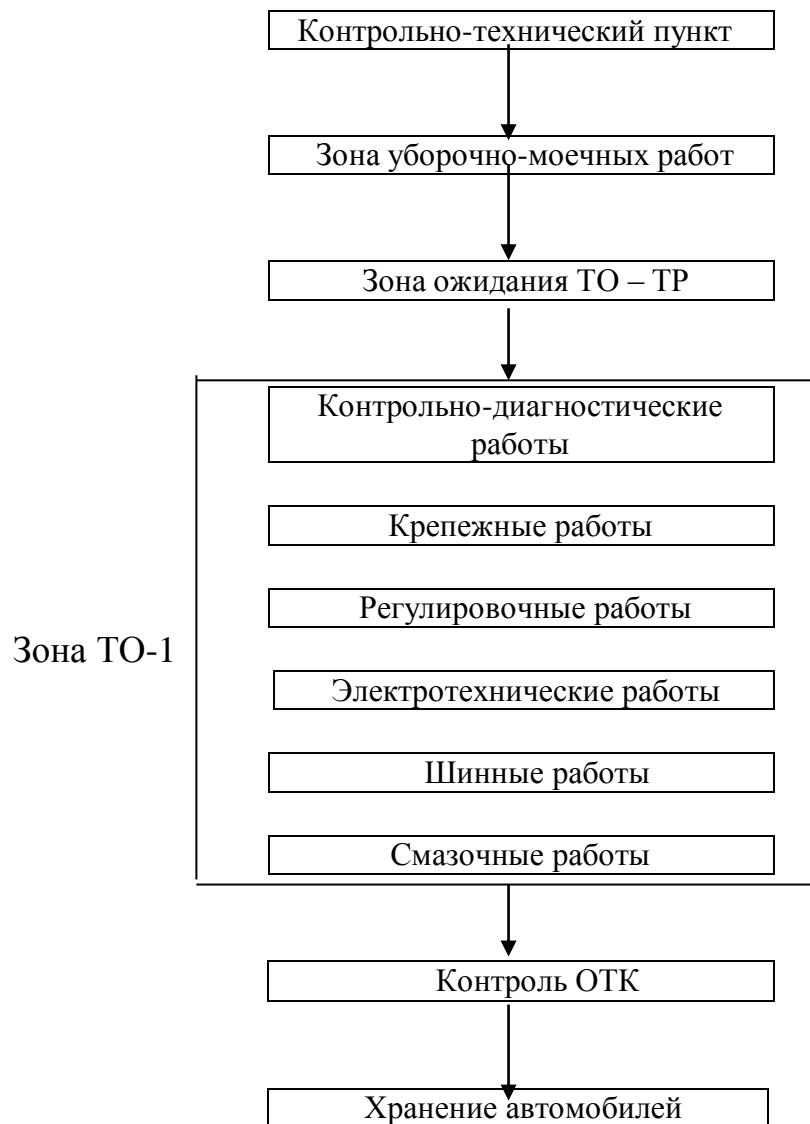 Контрольно-технический пункт
Зона уборочно-моечных работ
Зона ожидания ТО – ТР
Контрольно-диагностические
работы
Крепежные работы
Регулировочные работы
Зона ТО-1
Электротехнические работы
Шинные работы
Смазочные работы
Контроль ОТК
Хранение автомобилей